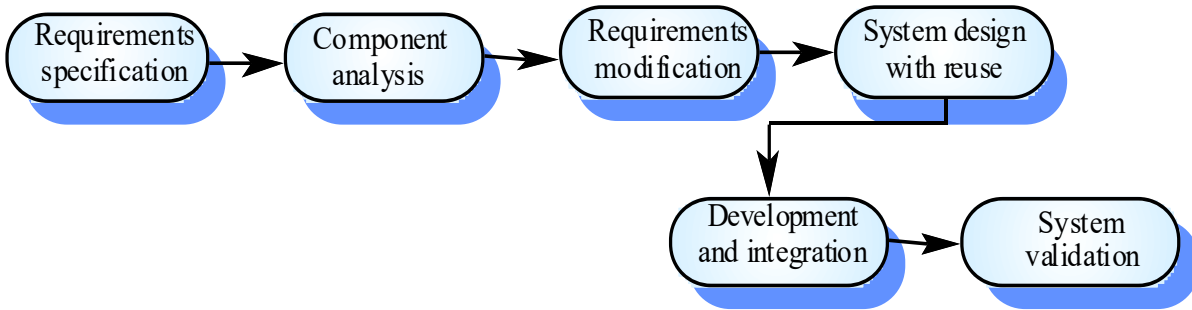 Requirements
specification
Component
analysis
Requirements
modification
System design
with reuse
Development
and integration
System
validation